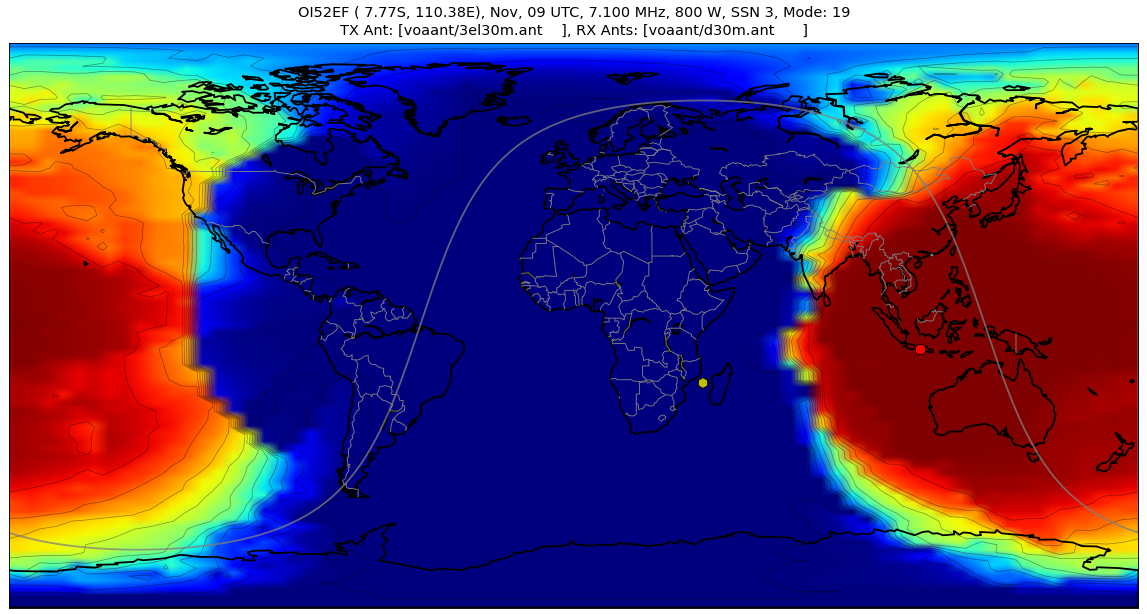 OI52EF ( 7.77S, 110.38E), Nov, 09 UTC, 7.100 MHz, 800 W, SSN 3, Mode: 19
TX Ant: [voaant/3el30m.ant    ], RX Ants: [voaant/d30m.ant      ]